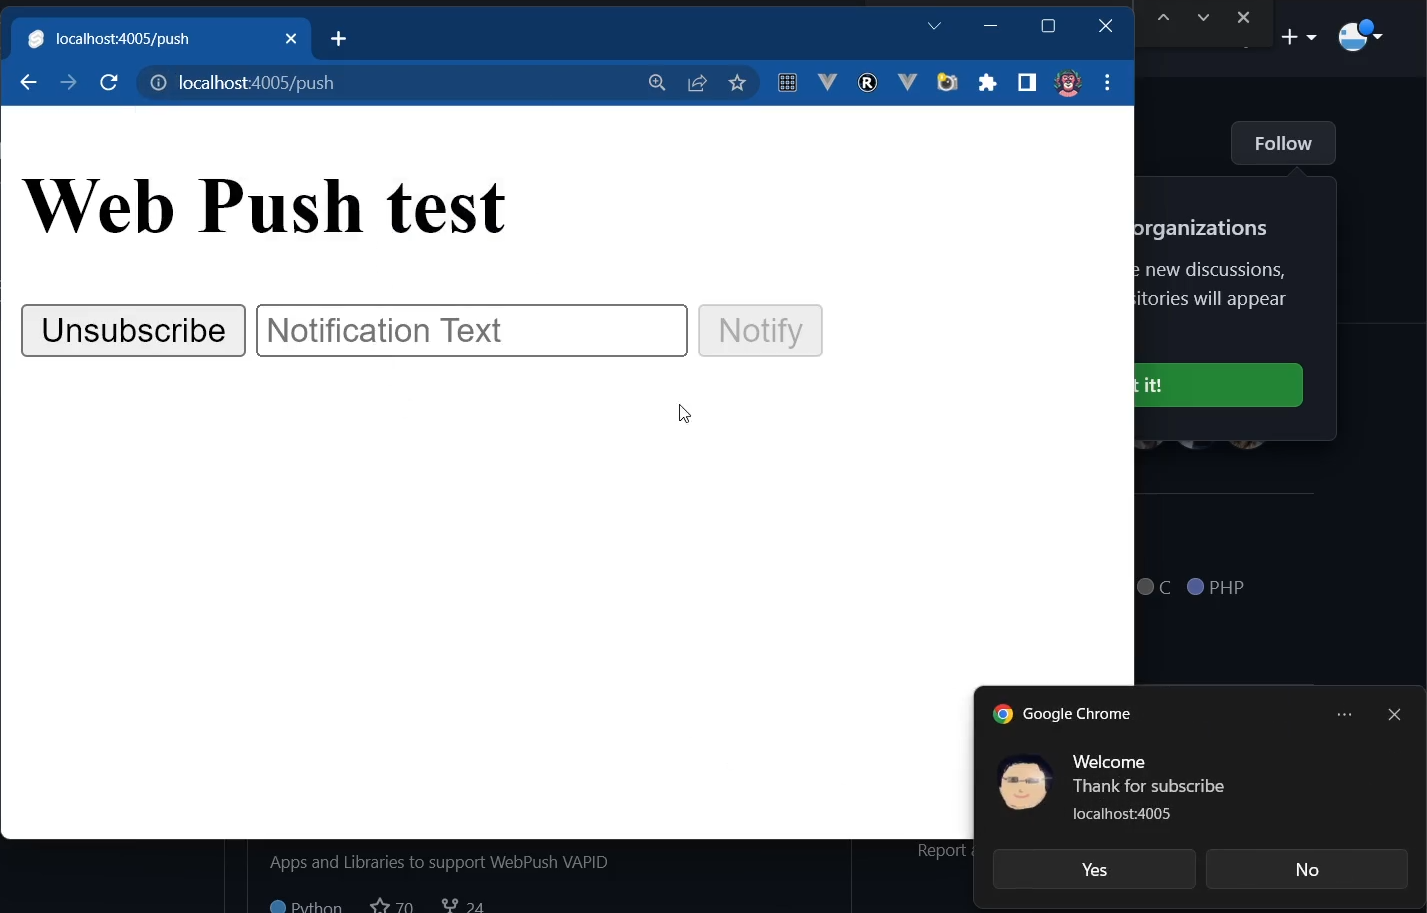 localhost:4005/push
localhost:4005/push
Web Push test
Unsubscribe
Notification Text
Notify
Follow
organizations
e new discussions,
sitories will appear
t it!
C
PHP
Google Chrome
Welcome
Thank for subscribe
localhost:4005
Yes
No
Apps and Libraries to support WebPush VAPID
Report
Python
70
24